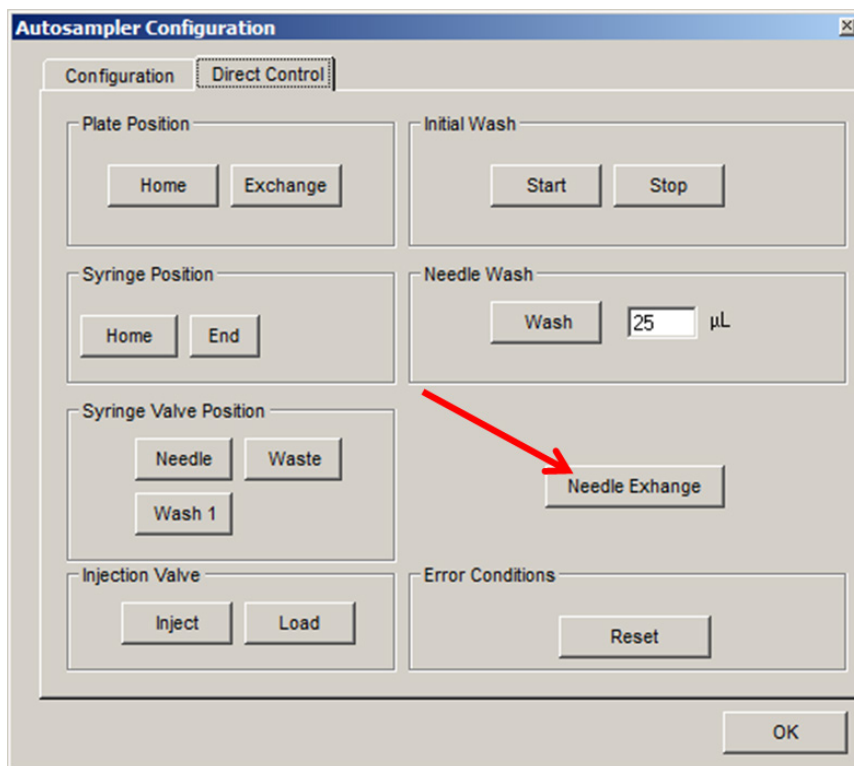 Autosampler Configuration
Configuration Direct Control
Plate Position
Home Exchange
Initial Wash
Start Stop
Syringe Position
Home End
Needle Wash
Wash 25 µL
Syringe Valve Position
Needle Waste
Wash 1
Needle Exhange
Injection Valve
Inject Load
Error Conditions
Reset
OK